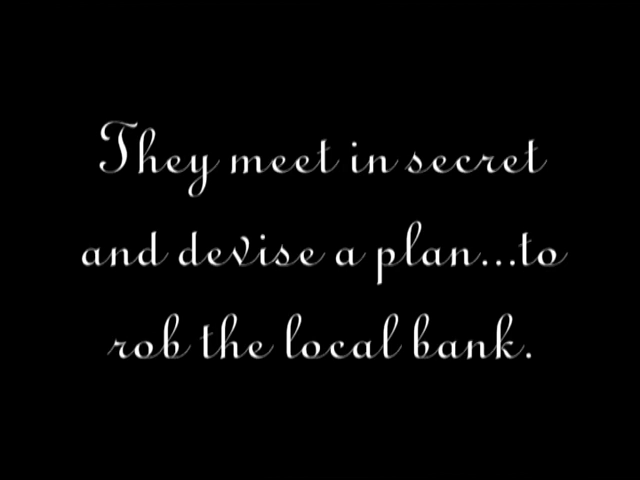 They meet in secret
and devise a plan...to
rob the local bank.